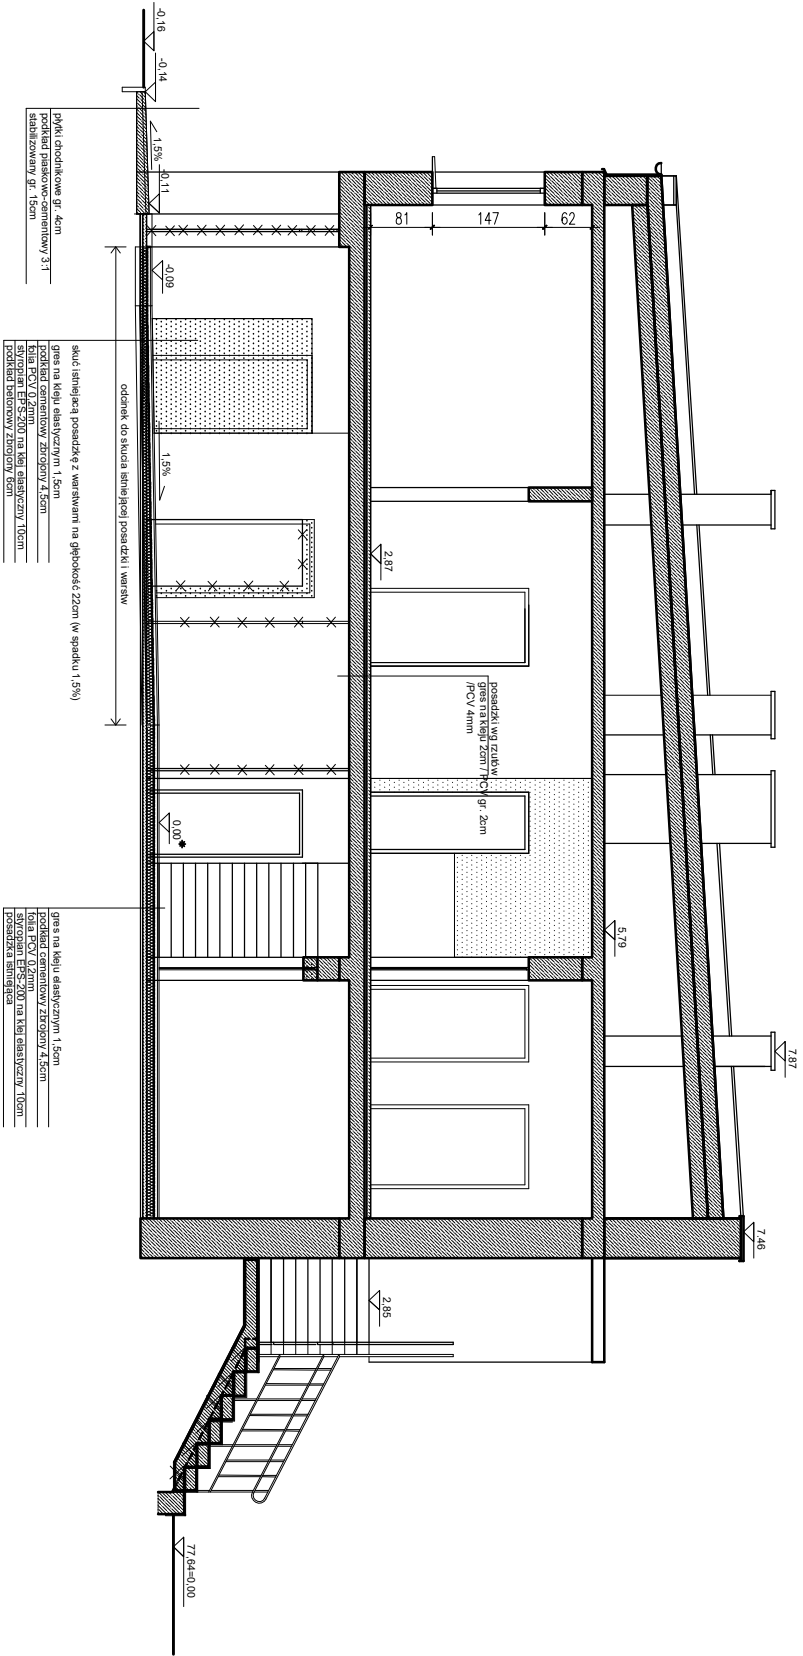 -0,16
-0,14
1,5%
-0,11
płytki chodnikowe gr. 4cm
podkład piaskowo-cementowy 3:1
stabilizowany gr. 15cm
81
147
62
-0,09
skuć istniejącą posadzkę z warstwami na głębokość 22cm (w spadku 1,5%)
gres na kleju elastycznym 1,5cm
podkład cementowy zbrojony 4,5cm
folia PCV 0,2mm
styropian EPS-200 na klej elastyczny 10cm
podkład betonowy zbrojony 6cm
odcinek do skucia istniejącej posadzki i warstw
1,5%
2,87
posadzki wg rzutów
gres na kleju 2cm / PCV gr. 2cm
/PCV 4mm
0,00
5,79
gres na kleju elastycznym 1,5cm
podkład cementowy zbrojony 4,5cm
folia PCV 0,2mm
styropian EPS-200 na klej elastyczny 10cm
posadzka istniejąca
7,87
7,46
2,85
77,64=0,00